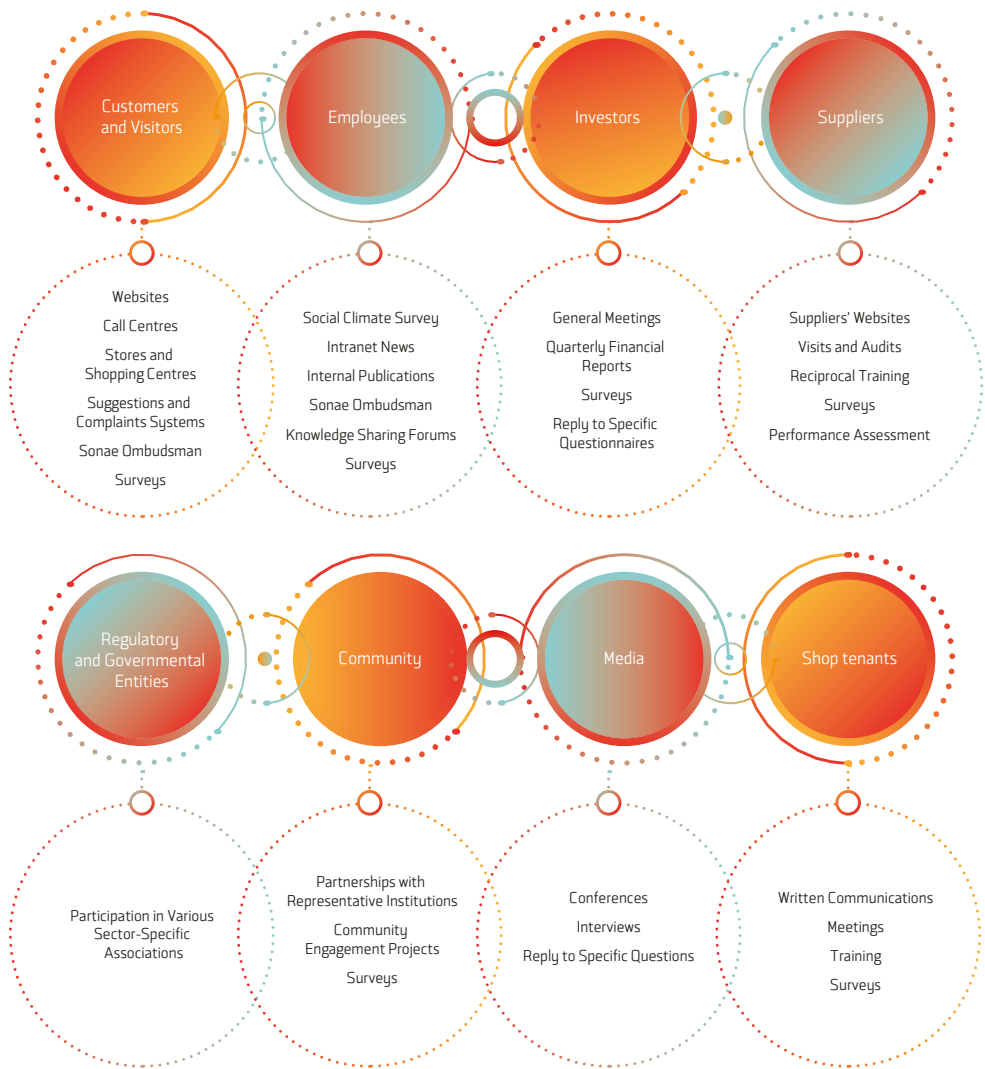 Customers
and Visitors
Employees
Investors
Suppliers
Websites
Call Centres
Stores and
Shopping Centres
Suggestions and
Complaints Systems
Sonae Ombudsman
Surveys
Social Climate Survey
Intranet News
Internal Publications
Sonae Ombudsman
Knowledge Sharing Forums
Surveys
General Meetings
Quarterly Financial
Reports
Surveys
Reply to Specific
Questionnaires
Suppliers' Websites
Visits and Audits
Reciprocal Training
Surveys
Performance Assessment
Regulatory
and Governmental
Entities
Community
Media
Shop tenants
Participation in Various
Sector-Specific
Associations
Partnerships with
Representative Institutions
Community
Engagement Projects
Surveys
Conferences
Interviews
Reply to Specific Questions
Written Communications
Meetings
Training
Surveys